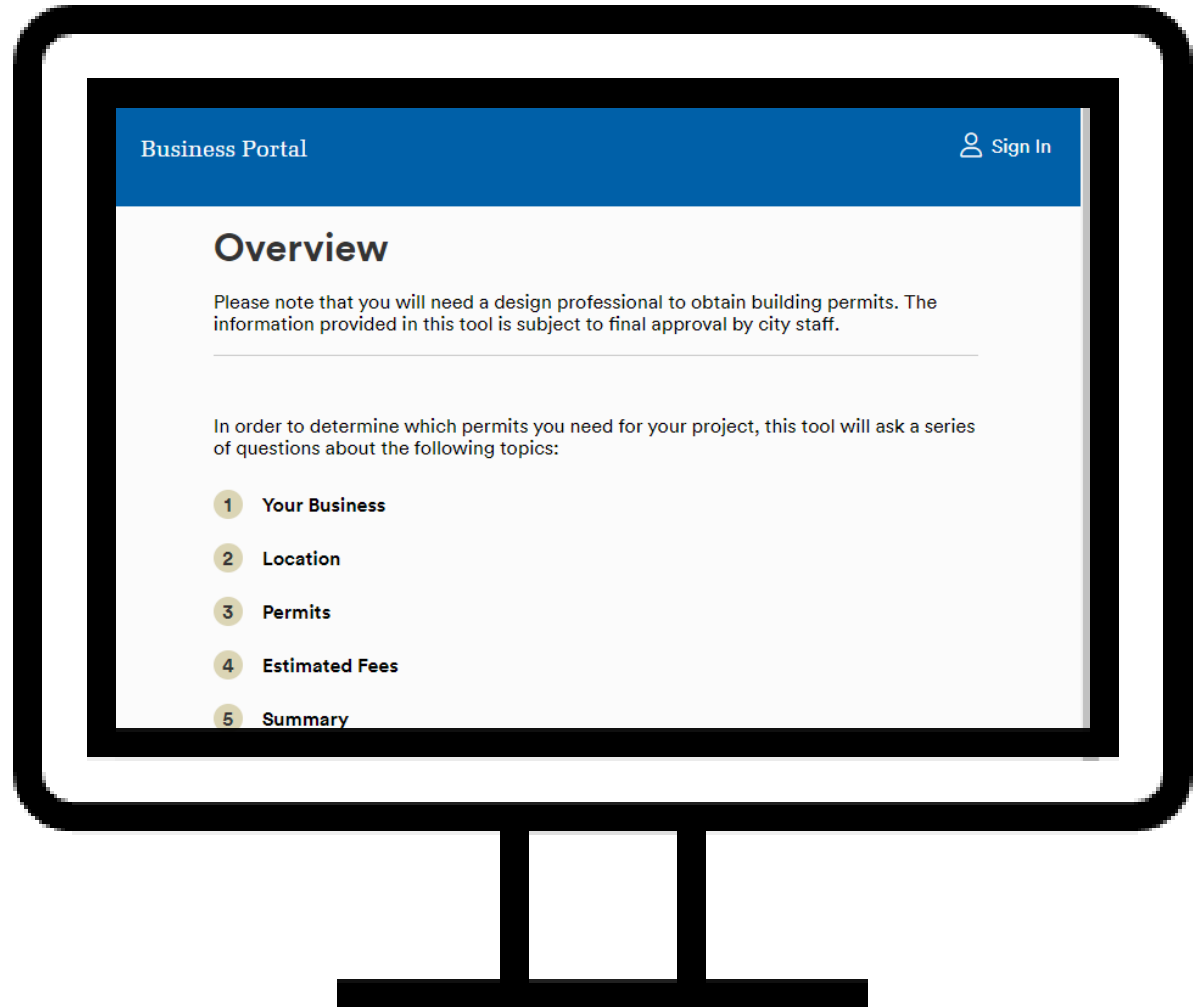 Business Portal
Sign In
Overview
Please note that you will need a design professional to obtain building permits. The
information provided in this tool is subject to final approval by city staff.
In order to determine which permits you need for your project, this tool will ask a series
of questions about the following topics:
1 Your Business
2 Location
3 Permits
4 Estimated Fees
5 Summary